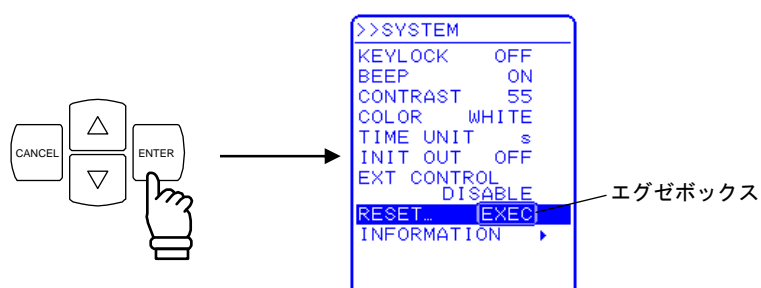 CANCEL
ENTER
>>SYSTEM
KEYLOCK OFF
BEEP ON
CONTRAST 55
COLOR WHITE
TIME UNIT s
INIT OUT OFF
EXT CONTROL
DISABLE
RESET… EXEC
INFORMATION
エグゼボックス